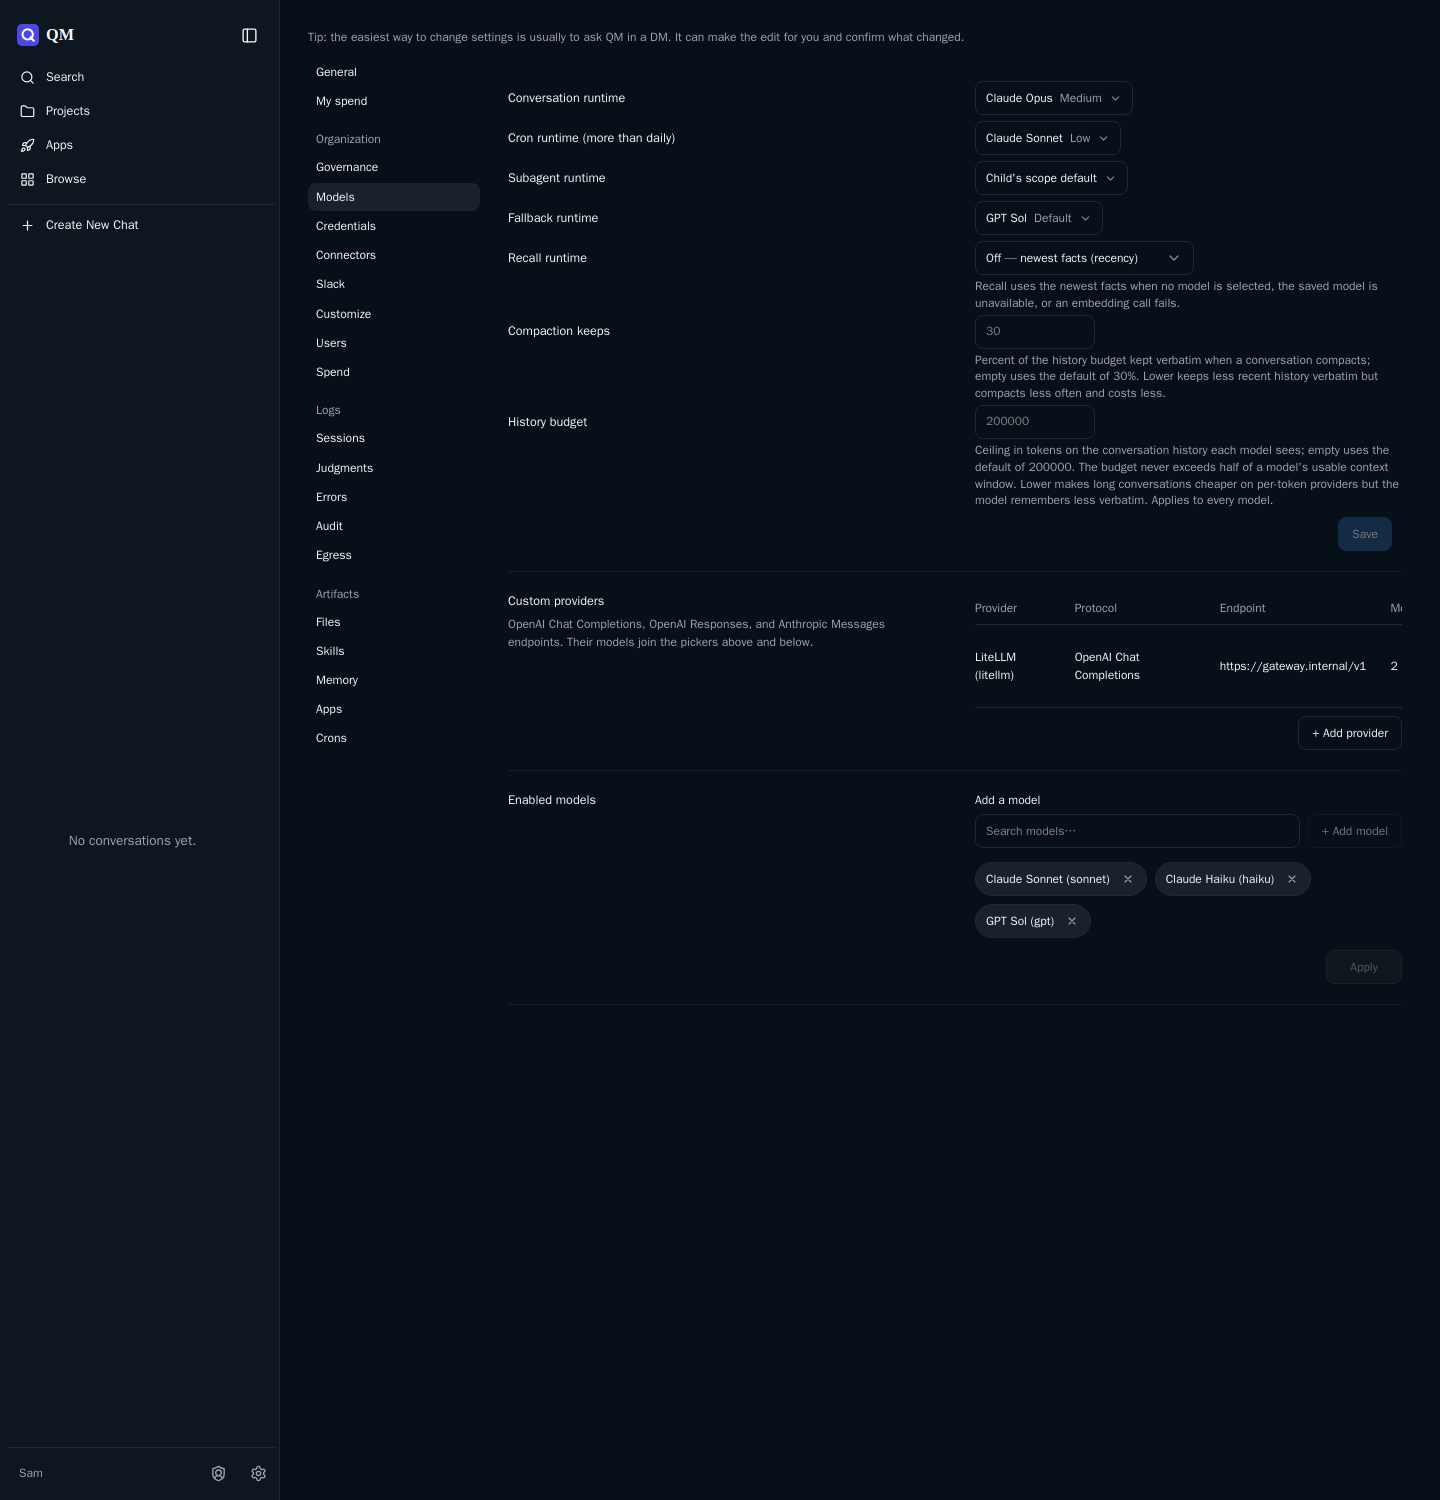 QM
Search
Projects
Apps
Browse
Create New Chat
No conversations yet.
Sam
Tip: the easiest way to change settings is usually to ask QM in a DM. It can make the edit for you and confirm what changed.
General
My spend
Organization
Governance
Models
Credentials
Connectors
Slack
Customize
Users
Spend
Logs
Sessions
Judgments
Errors
Audit
Egress
Artifacts
Files
Skills
Memory
Apps
Crons
Conversation runtime
Claude Opus Medium
Cron runtime (more than daily)
Claude Sonnet Low
Subagent runtime
Child's scope default
Fallback runtime
GPT Sol Default
Recall runtime
Off — newest facts (recency)
Recall uses the newest facts when no model is selected, the saved model is
unavailable, or an embedding call fails.
Compaction keeps
30
Percent of the history budget kept verbatim when a conversation compacts;
empty uses the default of 30%. Lower keeps less recent history verbatim but
compacts less often and costs less.
History budget
200000
Ceiling in tokens on the conversation history each model sees; empty uses the
default of 200000. The budget never exceeds half of a model's usable context
window. Lower makes long conversations cheaper on per-token providers but the
model remembers less verbatim. Applies to every model.
Save
Custom providers
OpenAI Chat Completions, OpenAI Responses, and Anthropic Messages
endpoints. Their models join the pickers above and below.
Provider Protocol Endpoint
LiteLLM
(litellm)
OpenAI Chat
Completions
https://gateway.internal/v1
2
+ Add provider
Enabled models
Add a model
Search models···
+ Add model
Claude Sonnet (sonnet)
Claude Haiku (haiku)
GPT Sol (gpt)
Apply